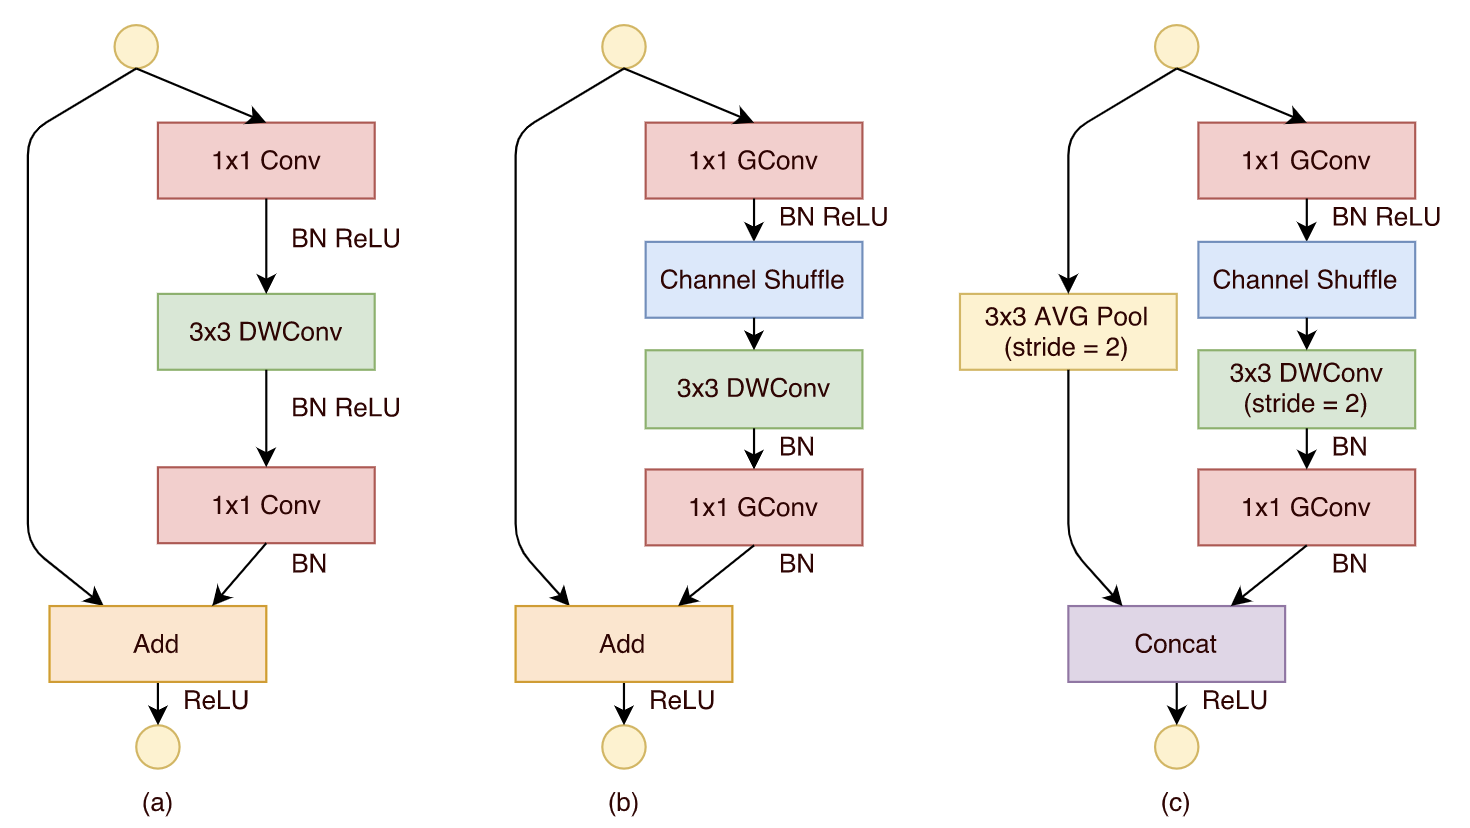 1x1 Conv
BN ReLU
3x3 DWConv
BN ReLU
1x1 Conv
BN
Add
ReLU
(a)
1x1 GConv
BN ReLU
Channel Shuffle
3x3 DWConv
BN
1x1 GConv
BN
Add
ReLU
(b)
3x3 AVG Pool
(stride = 2)
1x1 GConv
BN ReLU
Channel Shuffle
3x3 DWConv
(stride = 2)
BN
1x1 GConv
BN
Concat
ReLU
(c)